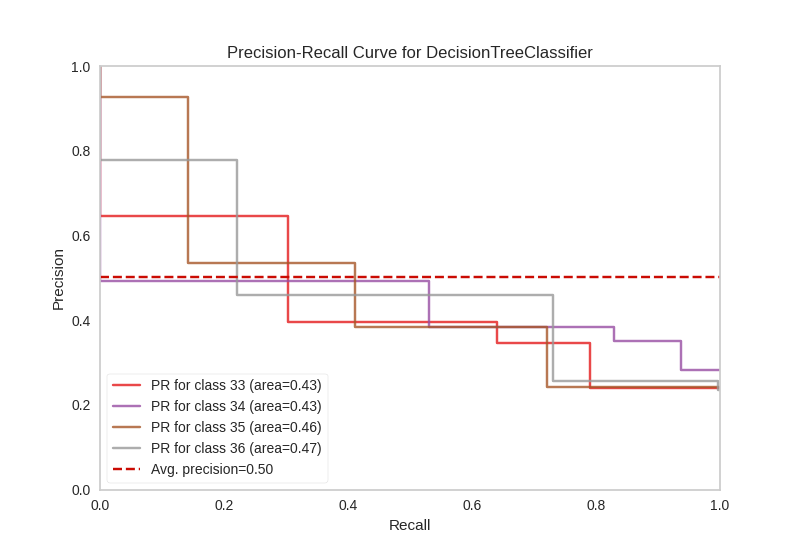 Precision-Recall Curve for DecisionTreeClassifier
1.0
0.8
0.6
0.4
0.2
0.0
Precision
PR for class 33 (area=0.43)
PR for class 34 (area=0.43)
PR for class 35 (area=0.46)
PR for class 36 (area=0.47)
Avg. precision=0.50
0.0 0.2 0.4 0.6 0.8 1.0
Recall